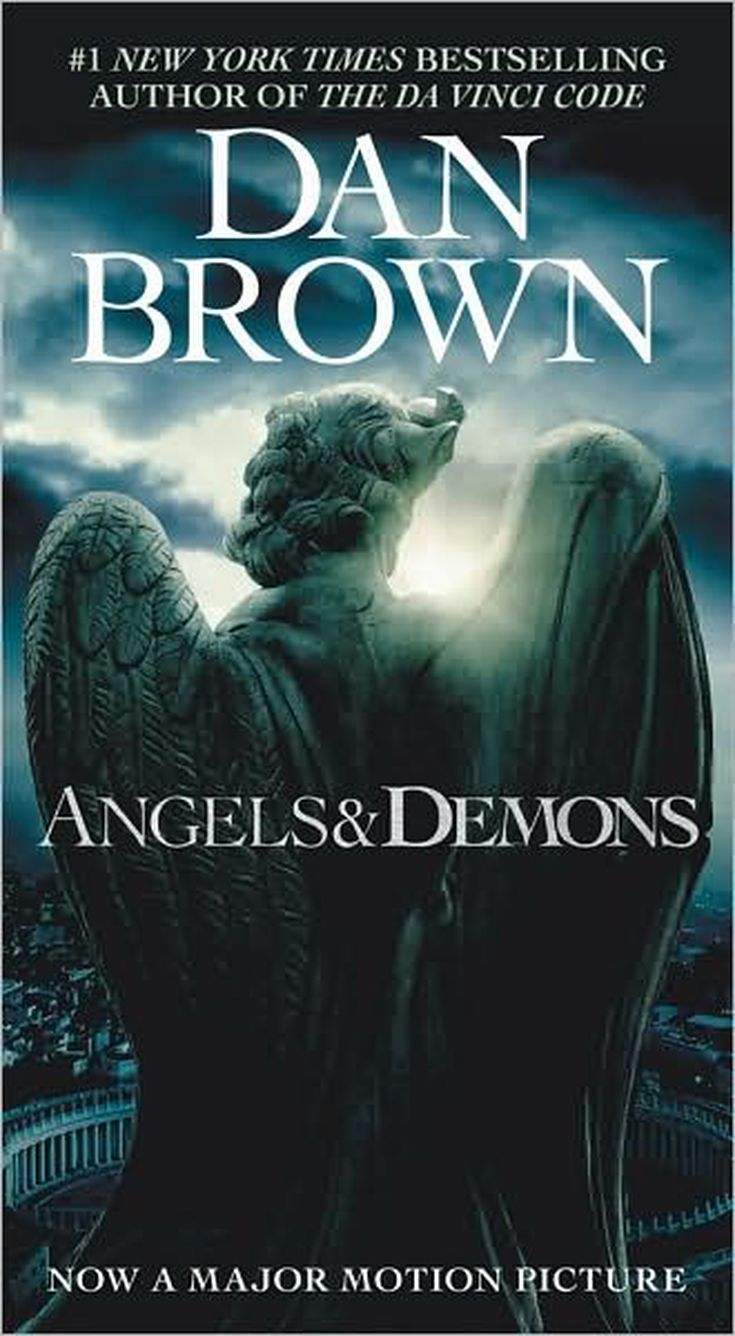 #1 NEW YORK TIMES BESTSELLING
AUTHOR OF THE DA VINCI CODE
DAN
BROWN
ANGELS & DEMONS
NOW A MAJOR MOTION PICTURE